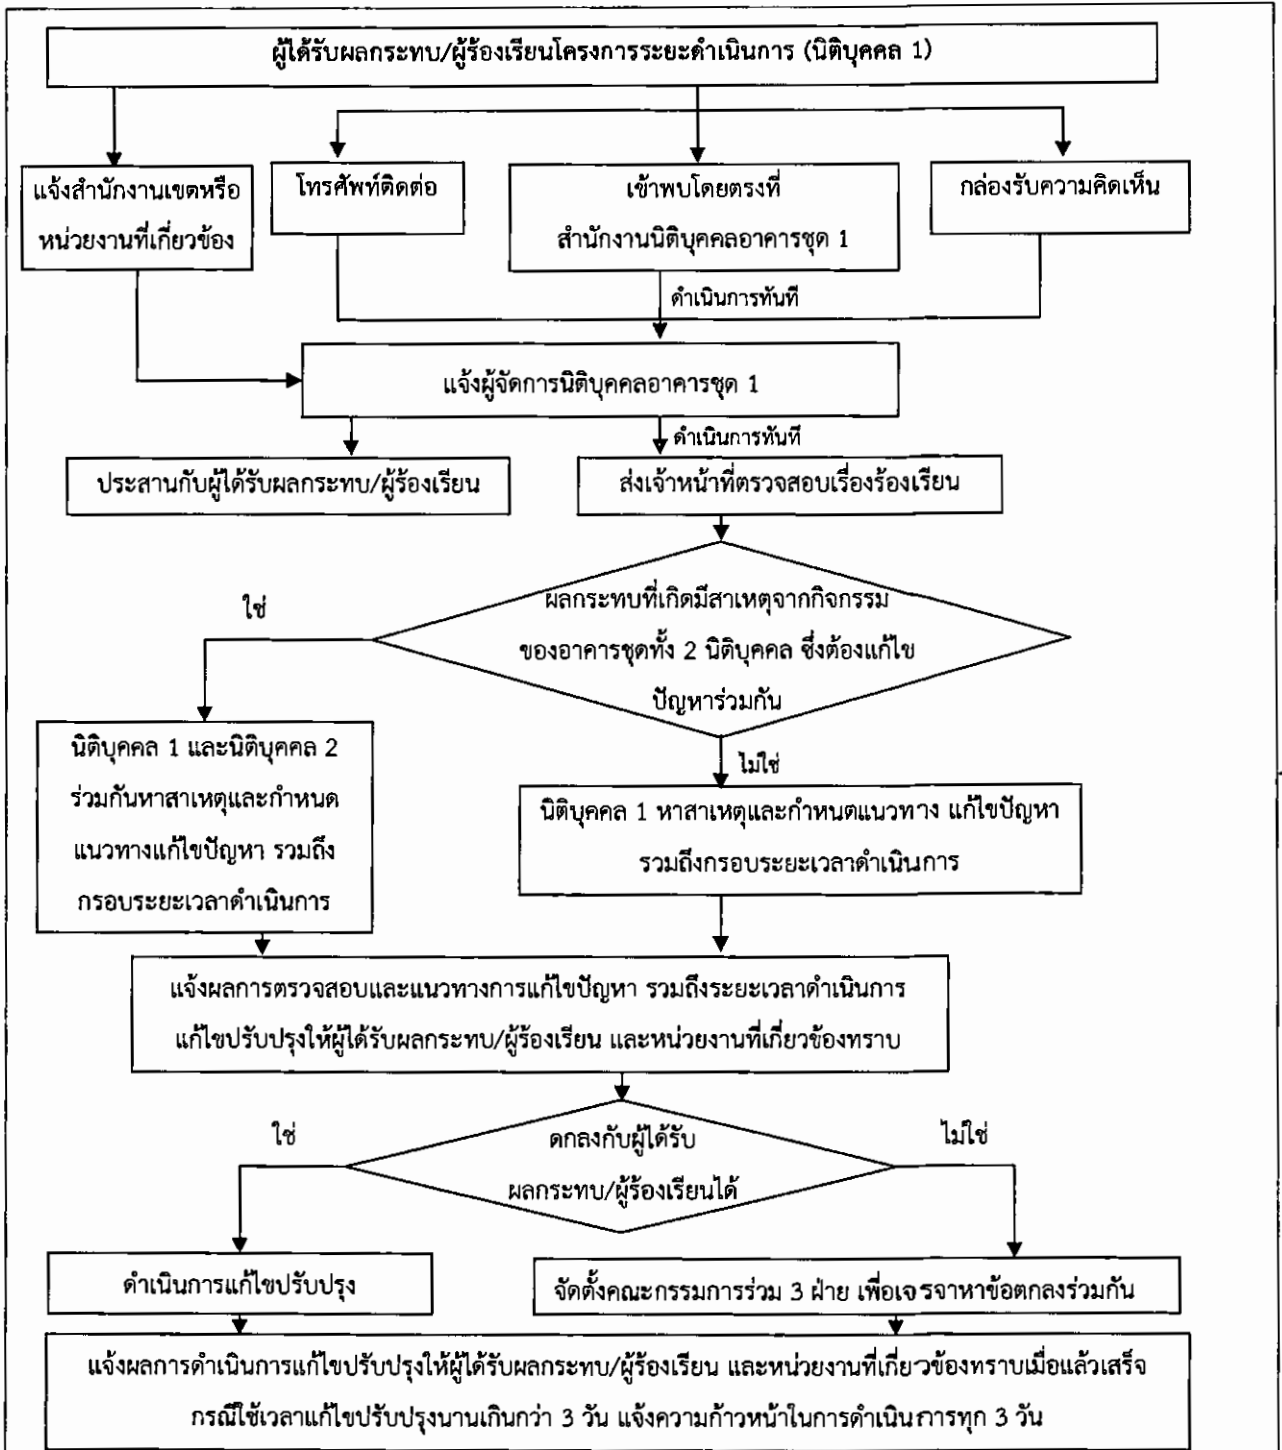 ผู้ได้รับผลกระทบ/ผู้ร้องเรียนโครงการระยะดำเนินการ (นิติบุคคล 1)
แจ้งสำนักงานเขตหรือ
หน่วยงานที่เกี่ยวข้อง
โทรศัพท์ติดต่อ
เข้าพบโดยตรงที่
สำนักงานนิติบุคคลอาคารชุด 1
กล่องรับความคิดเห็น
ดำเนินการทันที
แจ้งผู้จัดการนิติบุคคลอาคารชุด 1
ดำเนินการทันที
ประสานกับผู้ได้รับผลกระทบ/ผู้ร้องเรียน
ส่งเจ้าหน้าที่ตรวจสอบเรื่องร้องเรียน
ผลกระทบที่เกิดมีสาเหตุจากกิจกรรม
ของอาคารชุดทั้ง 2 นิติบุคคล ซึ่งต้องแก้ไข
ปัญหาร่วมกัน
ใช่
ไม่ใช่
นิติบุคคล 1 และนิติบุคคล 2
ร่วมกันหาสาเหตุและกำหนด
แนวทางแก้ไขปัญหา รวมถึง
กรอบระยะเวลาดำเนินการ
นิติบุคคล 1 หาสาเหตุและกำหนดแนวทาง แก้ไขปัญหา
รวมถึงกรอบระยะเวลาดำเนินการ
แจ้งผลการตรวจสอบและแนวทางการแก้ไขปัญหา รวมถึงระยะเวลาดำเนินการ
แก้ไขปรับปรุงให้ผู้ได้รับผลกระทบ/ผู้ร้องเรียน และหน่วยงานที่เกี่ยวข้องทราบ
ใช่
ตกลงกับผู้ได้รับ
ผลกระทบ/ผู้ร้องเรียนได้
ไม่ใช่
ดำเนินการแก้ไขปรับปรุง
จัดตั้งคณะกรรมการร่วม 3 ฝ่าย เพื่อเจรจาหาข้อตกลงร่วมกัน
แจ้งผลการดำเนินการแก้ไขปรับปรุงให้ผู้ได้รับผลกระทบ/ผู้ร้องเรียน และหน่วยงานที่เกี่ยวข้องทราบเมื่อแล้วเสร็จ
กรณีใช้เวลาแก้ไขปรับปรุงนานเกินกว่า 3 วัน แจ้งความก้าวหน้าในการดำเนินการทุก 3 วัน